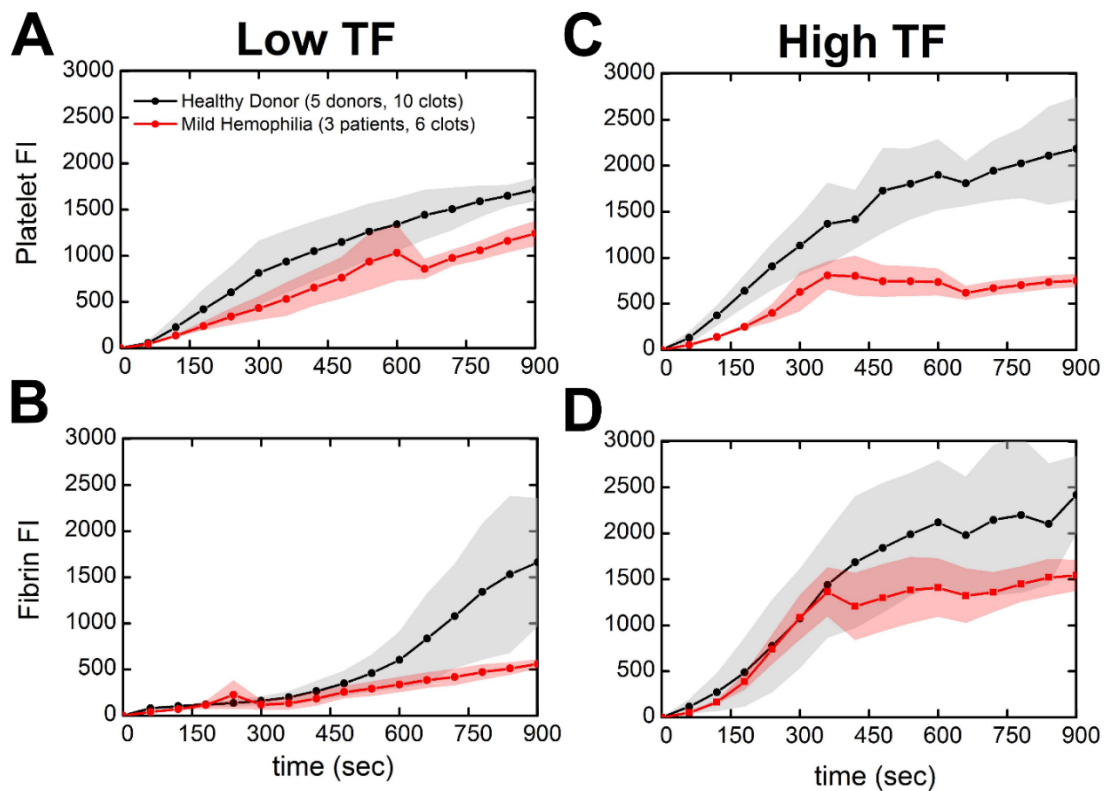 A
Low TF
C
High TF
3000
2500
2000
1500
1000
500
0
Platelet FI
Healthy Donor (5 donors, 10 clots)
Mild Hemophilia (3 patients, 6 clots)
0 150 300 450 600 750 900
3000
2500
2000
1500
1000
500
0
0 150 300 450 600 750 900
B
3000
2500
2000
1500
1000
500
0
Fibrin FI
0 150 300 450 600 750 900
time (sec)
D
3000
2500
2000
1500
1000
500
0
0 150 300 450 600 750 900
time (sec)